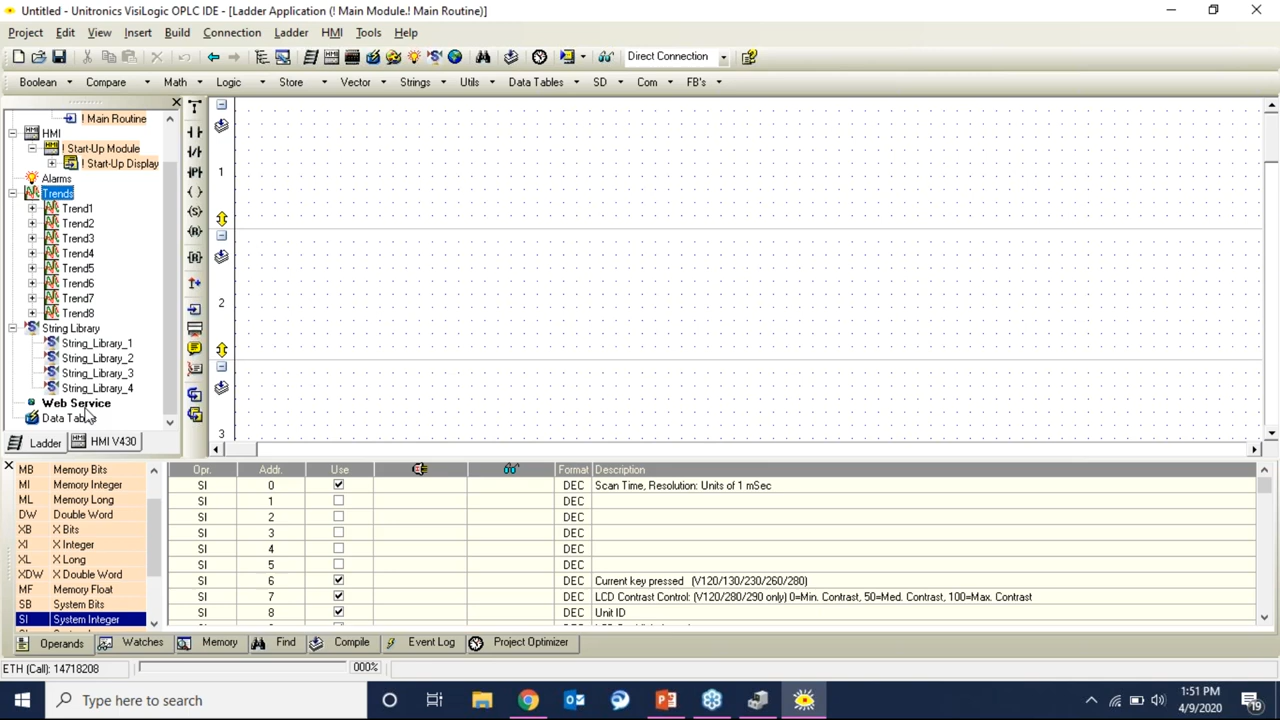 Untitled - Unitronics VisiLogic OPLC IDE - [Ladder Application (! Main Module.! Main Routine)]
Project Edit View Insert Build Connection Ladder HMI Tools Help
Direct Connection
Boolean Compare Math Logic Store Vector Strings Utils Data Tables SD Com FB's
! Main Routine
HMI
! Start-Up Module
! Start-Up Display
Alarms
Trends
Trend1
Trend2
Trend3
Trend4
Trend5
Trend6
Trend7
Trend8
String Library
String_Library_1
String_Library_2
String_Library_3
String_Library_4
Web Service
Ladder HMI V430
1
2
3
MB Memory Bits
MI Memory Integer
ML Memory Long
DW Double Word
XB X Bits
XI X Integer
XL X Long
XDW X Double Word
MF Memory Float
SB System Bits
SI System Integer
Opr. Addr. Use Format Description
SI 0 DEC Scan Time, Resolution: Units of 1 mSec
SI 1 DEC
SI 2 DEC
SI 3 DEC
SI 4 DEC
SI 5 DEC
SI 6 DEC Current key pressed (V120/130/230/260/280)
SI 7 DEC LCD Contrast Control: (V120/280/290 only) 0=Min. Contrast, 50=Med. Contrast, 100=Max. Contrast
SI 8 DEC Unit ID
Operands Watches Memory Find Compile Event Log Project Optimizer
ETH (Call): 14718208 000%
Type here to search
1:51 PM
4/9/2020
19